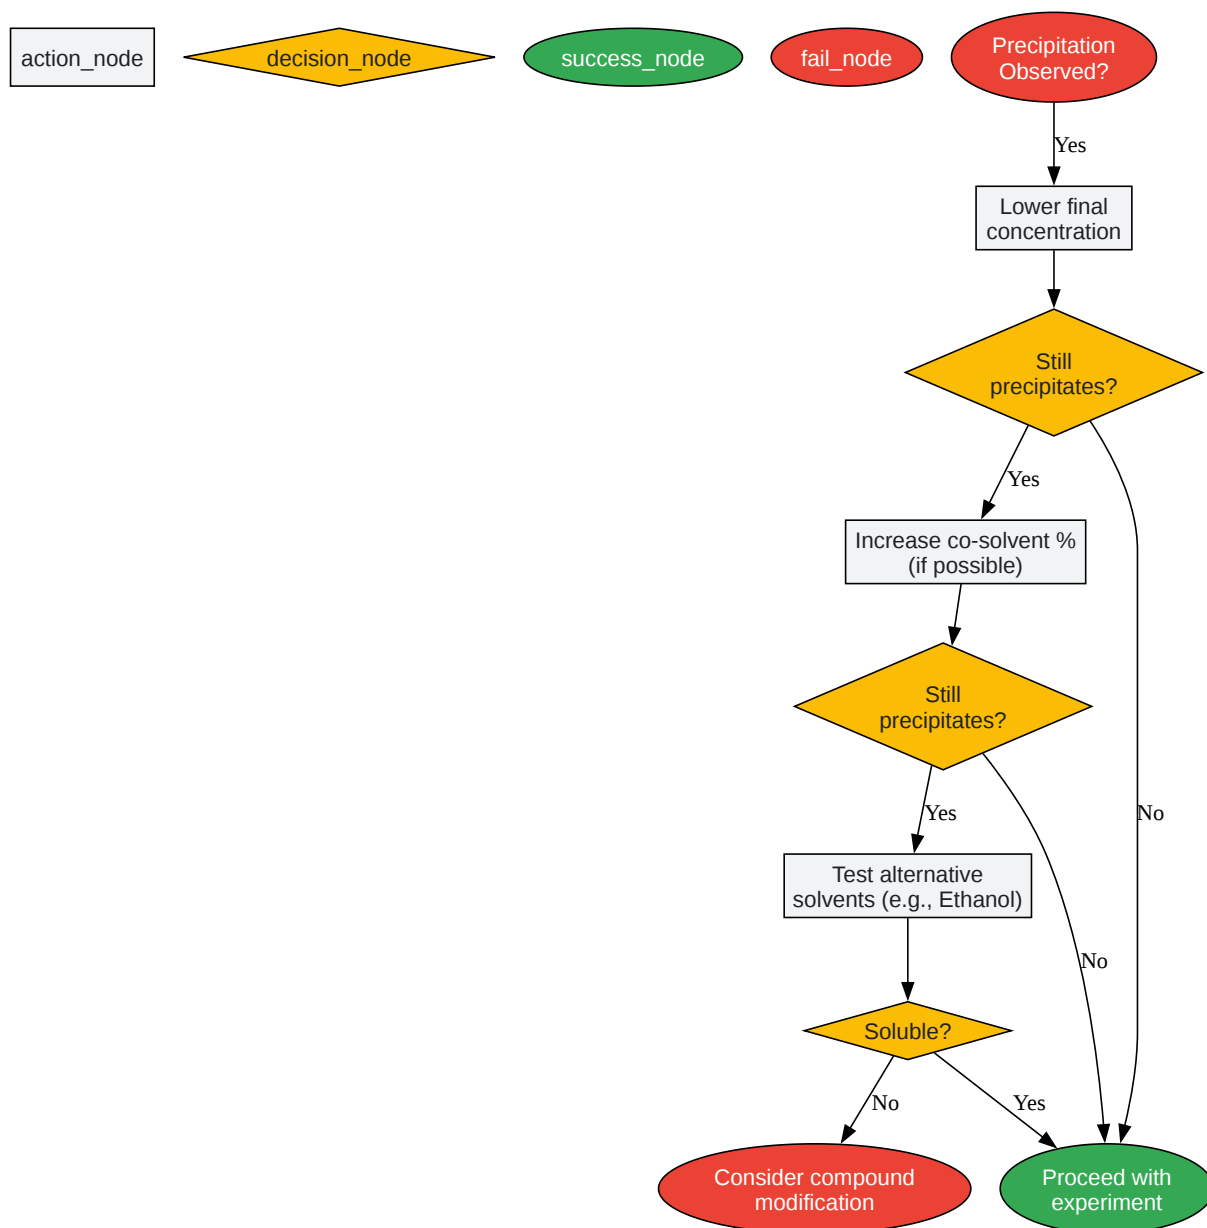 action_node
decision_node
success_node
fail_node
Precipitation
Observed?
Yes
Lower final
concentration
Still
precipitates?
Yes
Increase co-solvent %
(if possible)
Still
precipitates?
Yes
No
Test alternative
solvents (e.g., Ethanol)
No
Soluble?
No
Yes
Consider compound
modification
Proceed with
experiment